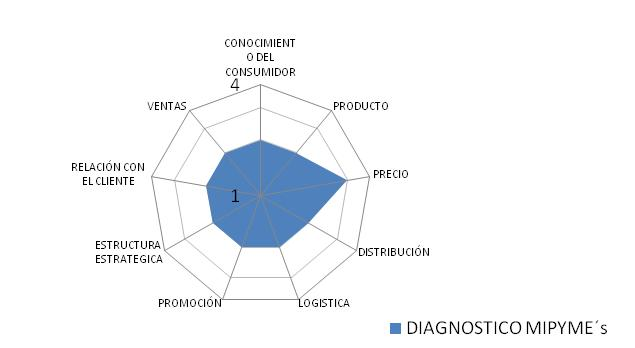 CONOCIMIENT
O DEL
CONSUMIDOR
4
VENTAS
PRODUCTO
RELACIÓN CON
EL CLIENTE
PRECIO
1
ESTRUCTURA
ESTRATEGICA
DISTRIBUCIÓN
PROMOCIÓN
LOGISTICA
DIAGNOSTICO MIPYME´s